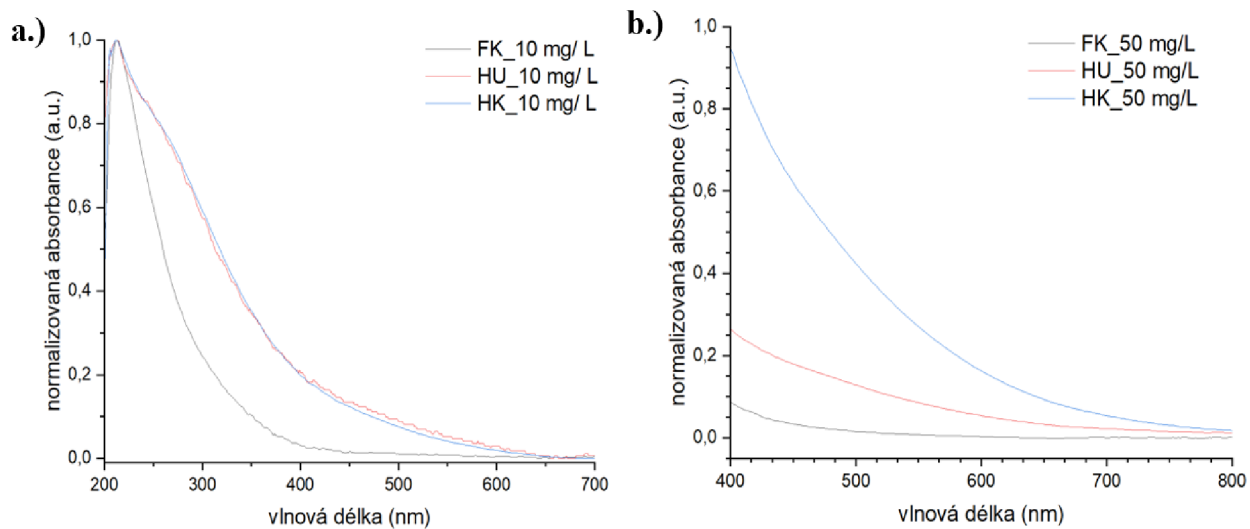 a.)
normalizovaná absorbance (a.u.)
1,0
0,8
0,6
0,4
0,2
0,0
FK_10 mg/ L
HU_10 mg/ L
HK_10 mg/ L
200
300
400
500
600
700
vlnová délka (nm)
b.)
normalizovaná absorbance (a.u.)
1,0
0,8
0,6
0,4
0,2
0,0
FK_50 mg/L
HU_50 mg/L
HK_50 mg/L
400
500
600
700
800
vlnová délka (nm)